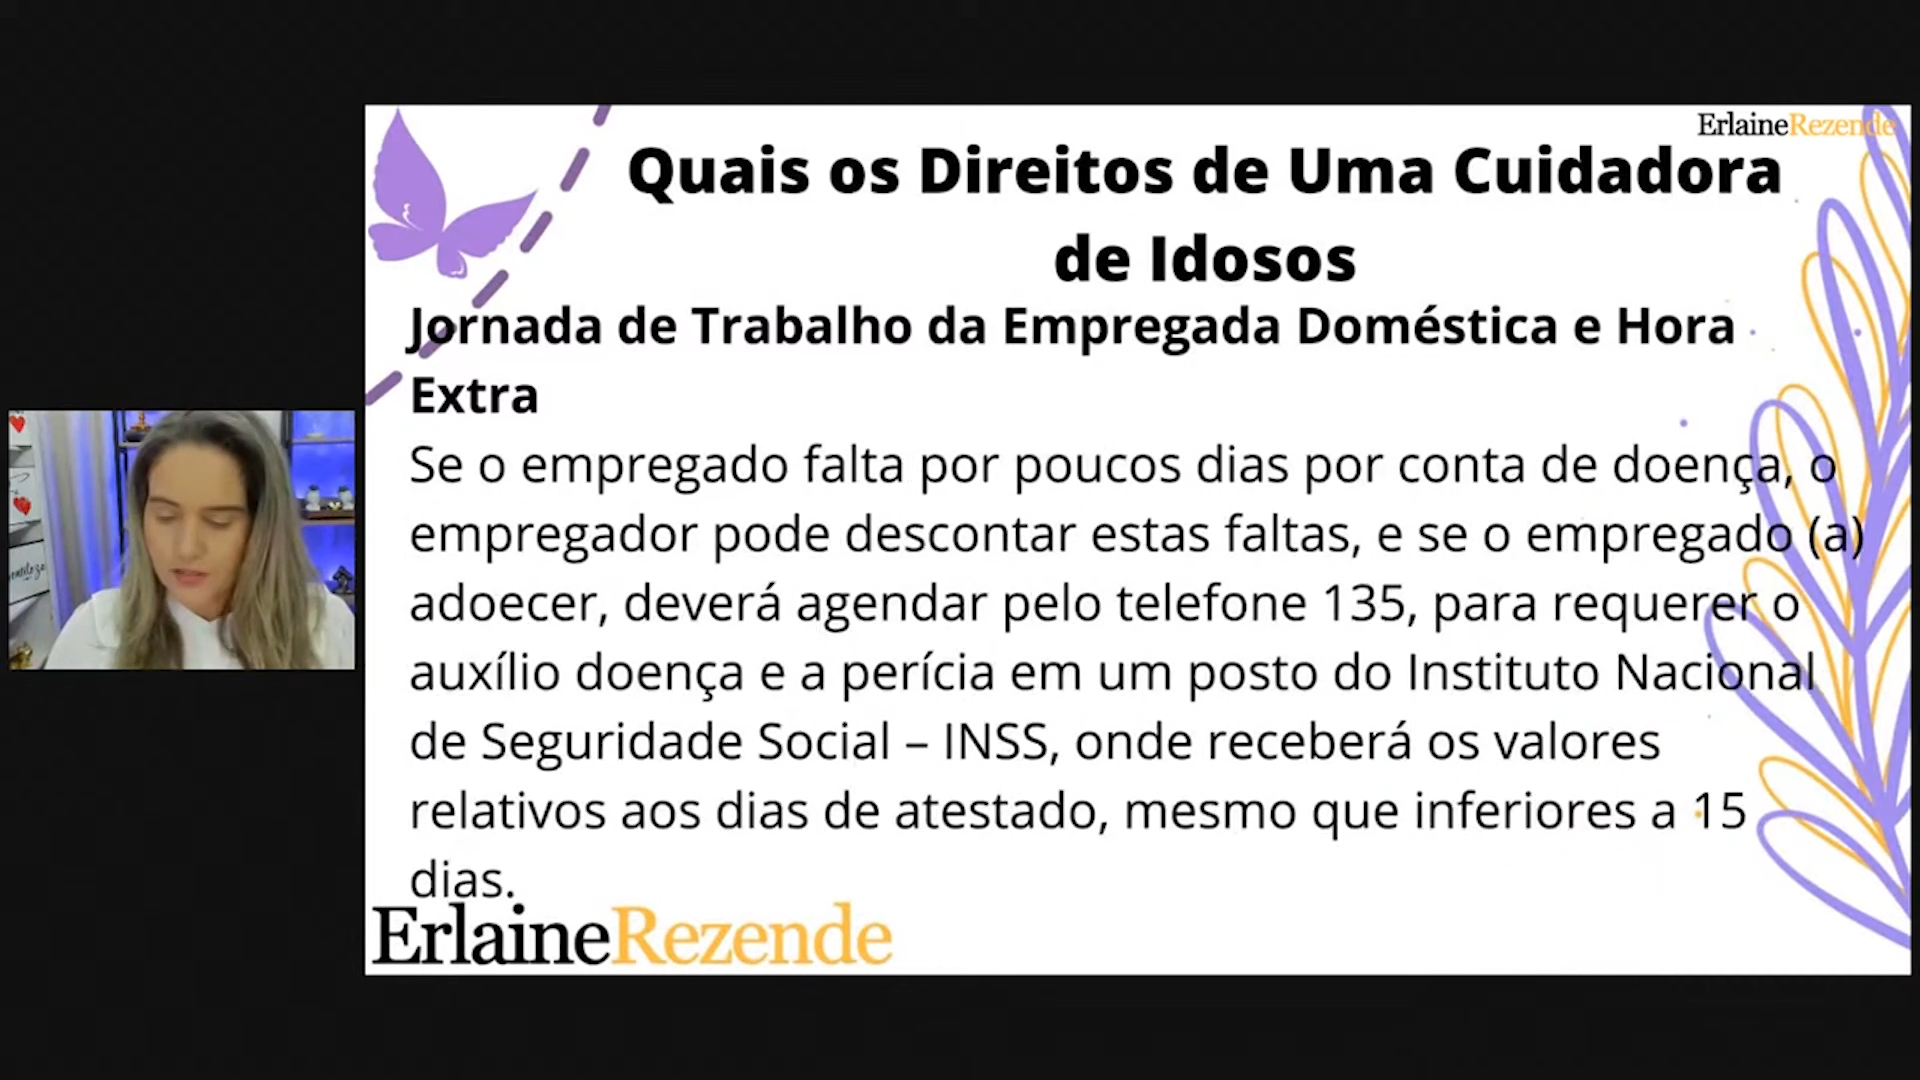 ErlaineRezende
Quais os Direitos de Uma Cuidadora
de Idosos
Jornada de Trabalho da Empregada Doméstica e Hora
Extra
Se o empregado falta por poucos dias por conta de doença, o
empregador pode descontar estas faltas, e se o empregado (a)
adoecer, deverá agendar pelo telefone 135, para requerer o
auxílio doença e a perícia em um posto do Instituto Nacional
de Seguridade Social – INSS, onde receberá os valores
relativos aos dias de atestado, mesmo que inferiores a 15
dias.
ErlaineRezende